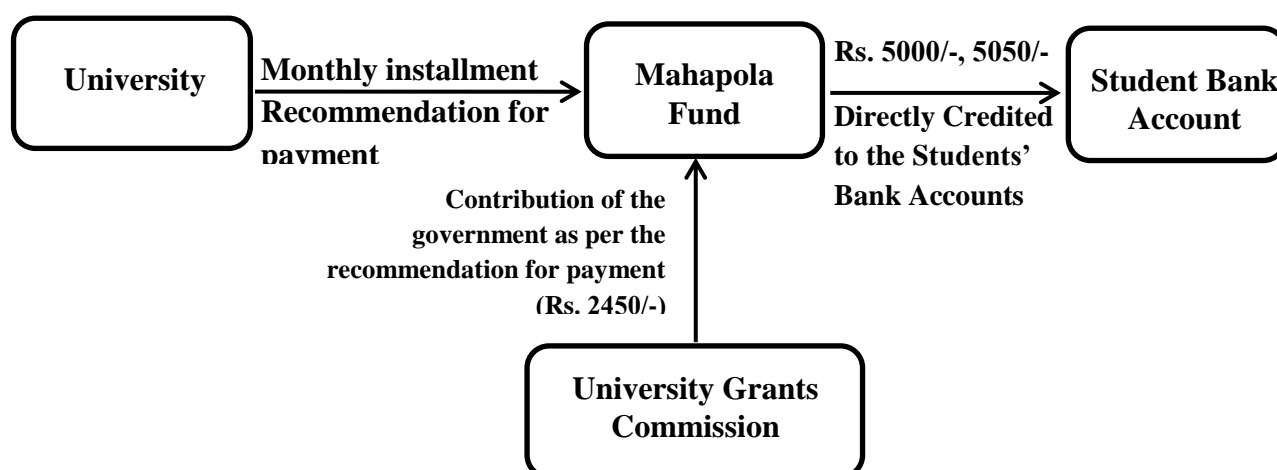 University
Monthly installment
Recommendation for
payment
Mahapola
Fund
Rs. 5000/-, 5050/-
Directly Credited
to the Students’
Bank Accounts
Student Bank
Account
Contribution of the
government as per the
recommendation for payment
(Rs. 2450/-)
University Grants
Commission